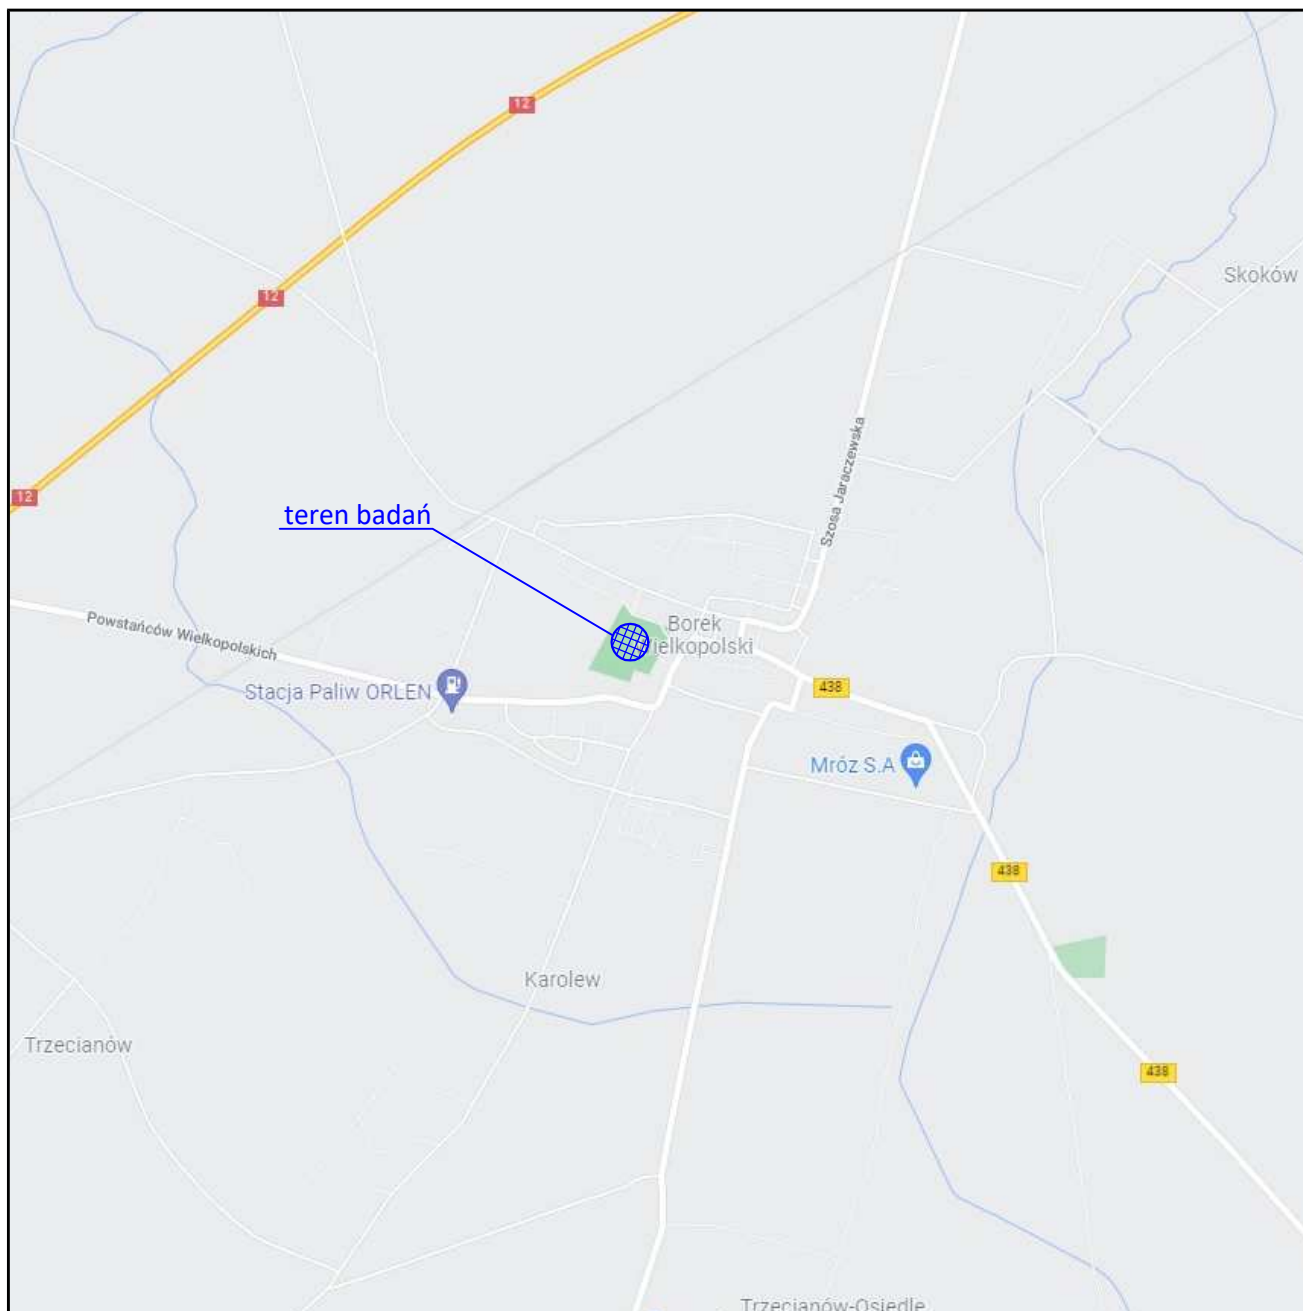 12
12
Skoków
Szosa Jaraczewska
12
teren badań
Powstańców Wielkopolskich
Borek
Wielkopolski
Stacja Paliw ORLEN
438
Mróz S.A
438
Karolew
Trzecianów
438
Trzecianów-Osiedle